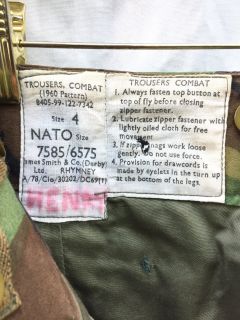 TROUSERS, COMBAT
(1960 Pattern)
8405-99-122-7342
Size 4
NATO Size
7585/6575
James Smith & Co. (Derby)
Ltd. RHYMNEY
A/78/Clo/30202/DC69(1)
HENRY
TROUSERS, COMBAT
1. Always fasten top button at
top of fly before closing
zipper fastener.
2. Lubricate zipper fastener with
lightly oiled cloth for free
movement.
3. If zipper snags work loose
gently. Do not use force.
4. Provision for drawcords is
made by eyelets in the turn up
at the bottom of the legs.